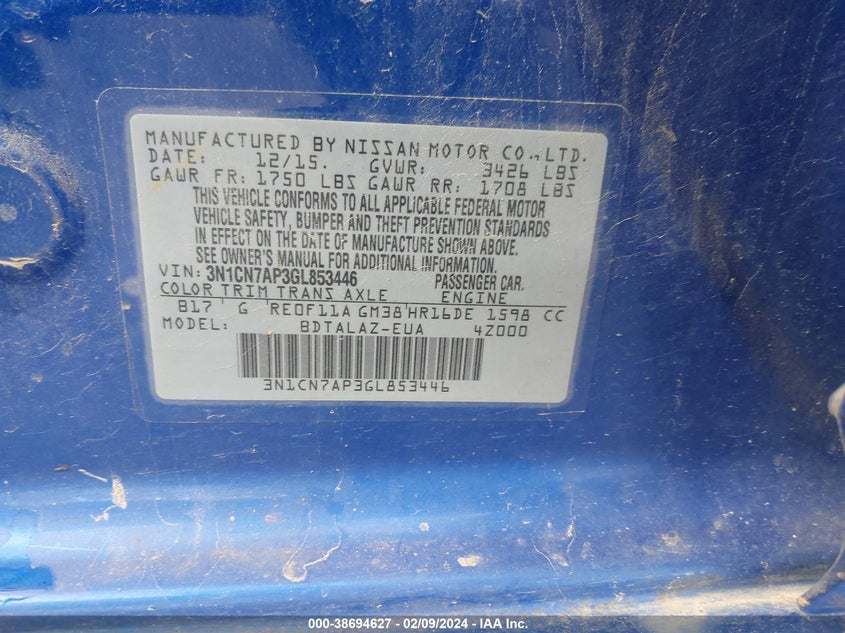 MANUFACTURED BY NISSAN MOTOR CO.,LTD.
DATE: 12/15. GVWR: 3426 LBS
GAWR FR: 1750 LBS GAWR RR: 1708 LBS
THIS VEHICLE CONFORMS TO ALL APPLICABLE FEDERAL MOTOR
VEHICLE SAFETY, BUMPER AND THEFT PREVENTION STANDARDS
IN EFFECT ON THE DATE OF MANUFACTURE SHOWN ABOVE.
SEE OWNER'S MANUAL FOR ADDITIONAL INFORMATION.
VIN: 3N1CN7AP3GL853446 PASSENGER CAR.
COLOR TRIM TRANS AXLE ENGINE
B17 ' G 'RE0F11A GM38'HR16DE 1598 CC
MODEL: BDTALAZ-EUA 4Z000
3N1CN7AP3GL853446
000-38694627 - 02/09/2024 - IAA Inc.